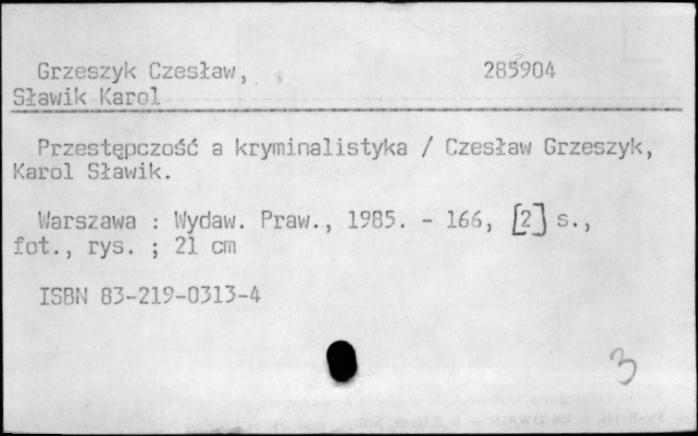 Grzeszyk Czesław, 285904
Sławik Karol
Przestępczość a kryminalistyka / Czesław Grzeszyk,
Karol Sławik.
Warszawa : Wydaw. Praw., 1985. - 166, [2] s.,
fot., rys. ; 21 cm
ISBN 83-219-0313-4
3